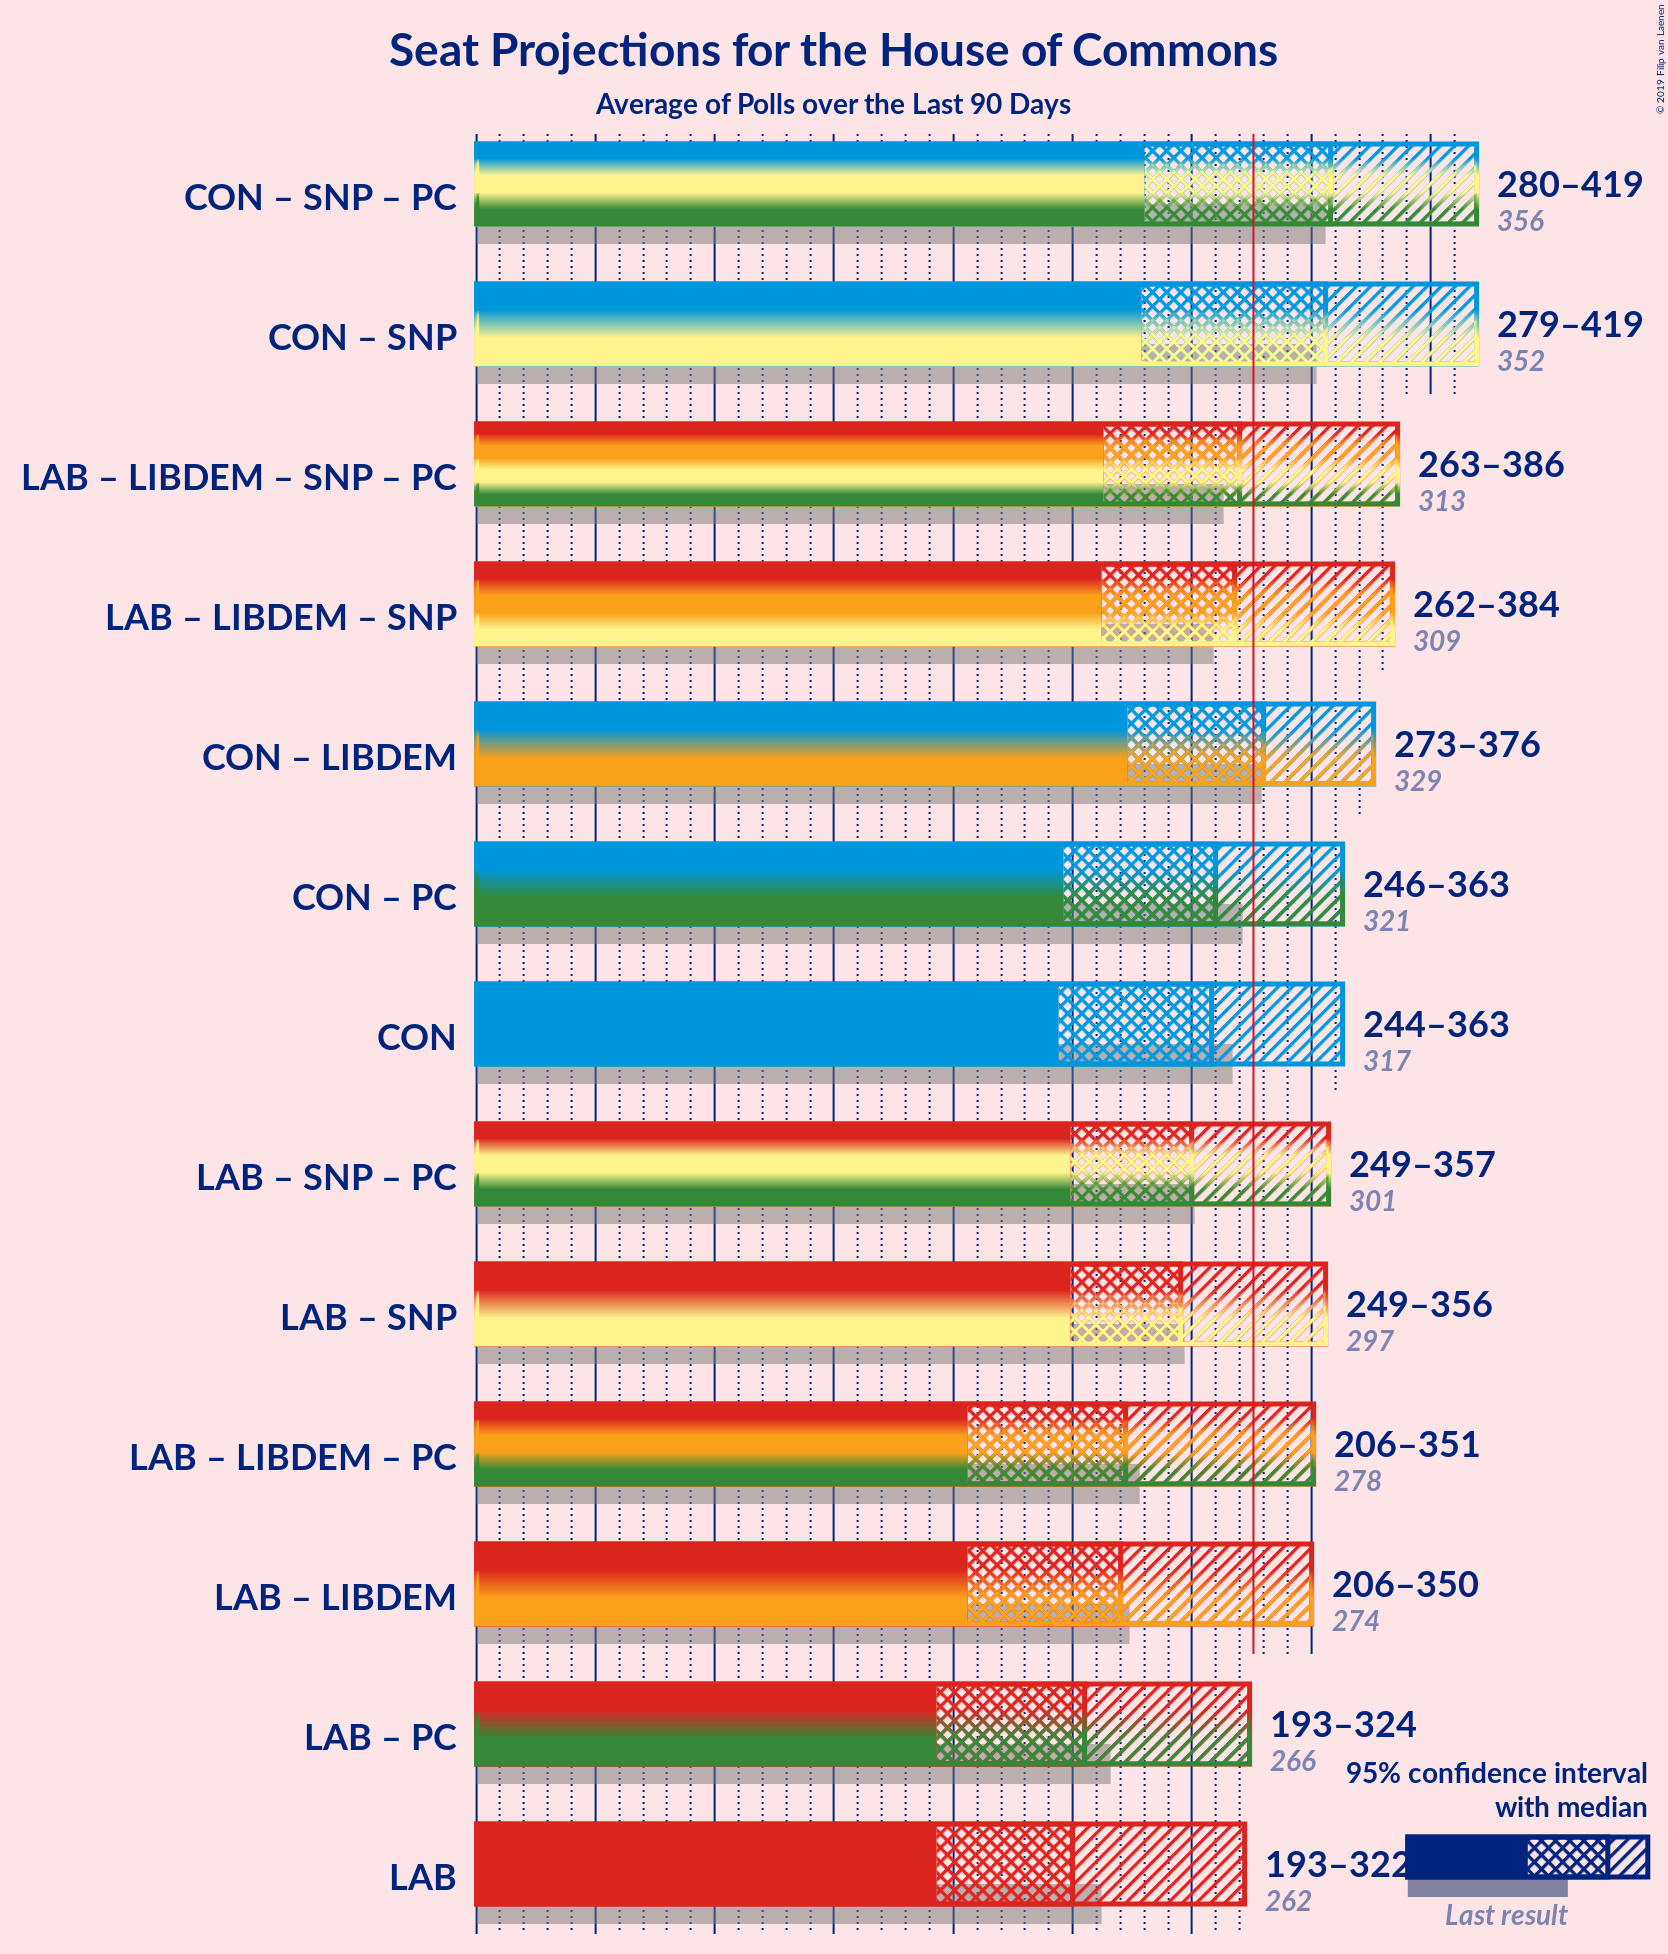 © 2019 Filip van Laenen
Seat Projections for the House of Commons
Average of Polls over the Last 90 Days
CON – SNP – PC
280–419
356
CON – SNP
279–419
352
LAB – LIBDEM – SNP – PC
263–386
313
LAB – LIBDEM – SNP
262–384
309
CON – LIBDEM
273–376
329
CON – PC
246–363
321
CON
244–363
317
LAB – SNP – PC
249–357
301
LAB – SNP
249–356
297
LAB – LIBDEM – PC
206–351
278
LAB – LIBDEM
206–350
274
LAB – PC
193–324
266
LAB
193–322
262
95% confidence interval
with median
Last result